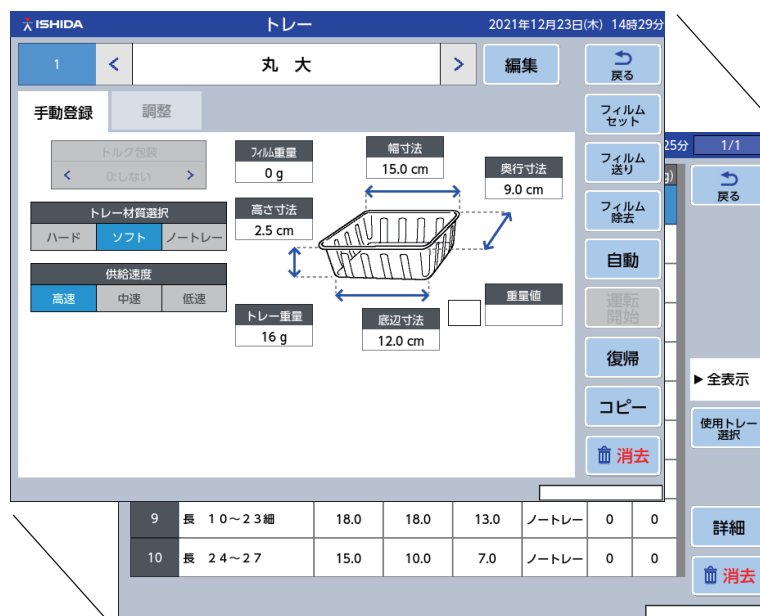 ISHIDA トレー 2021年12月23日(木) 14時29分
1 < 丸 大 > 編集 戻る
手動登録 調整
フィルム
セット
トルク包装
< 0:しない >
フィルム重量
0 g
幅寸法
15.0 cm
奥行寸法
9.0 cm
フィルム
送り
トレー材質選択
ハード ソフト ノートレー
高さ寸法
2.5 cm
フィルム
除去
自動
供給速度
高速 中速 低速
トレー重量
16 g
底辺寸法
12.0 cm
重量値
運転
開始
復帰
コピー
消去
25分 1/1
g)
戻る
▶全表示
使用トレー
選択
9 長 10～23細 18.0 18.0 13.0 ノートレー 0 0
10 長 24～27 15.0 10.0 7.0 ノートレー 0 0
詳細
消去